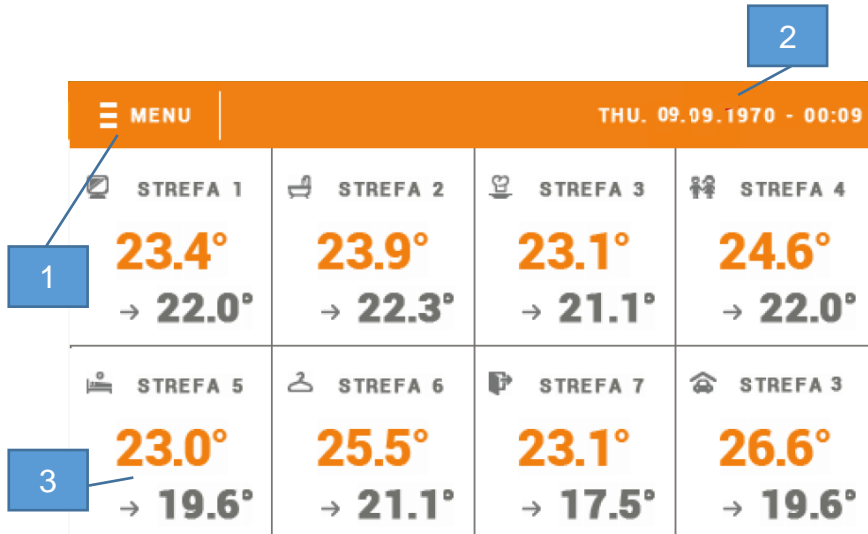 2
MENU THU. 09.09.1970 - 00:09
STREFA 1 STREFA 2 STREFA 3 STREFA 4
23.4° 23.9° 23.1° 24.6°
1
→ 22.0° → 22.3° → 21.1° → 22.0°
STREFA 5 STREFA 6 STREFA 7 STREFA 3
23.0° 25.5° 23.1° 26.6°
3
→ 19.6° → 21.1° → 17.5° → 19.6°